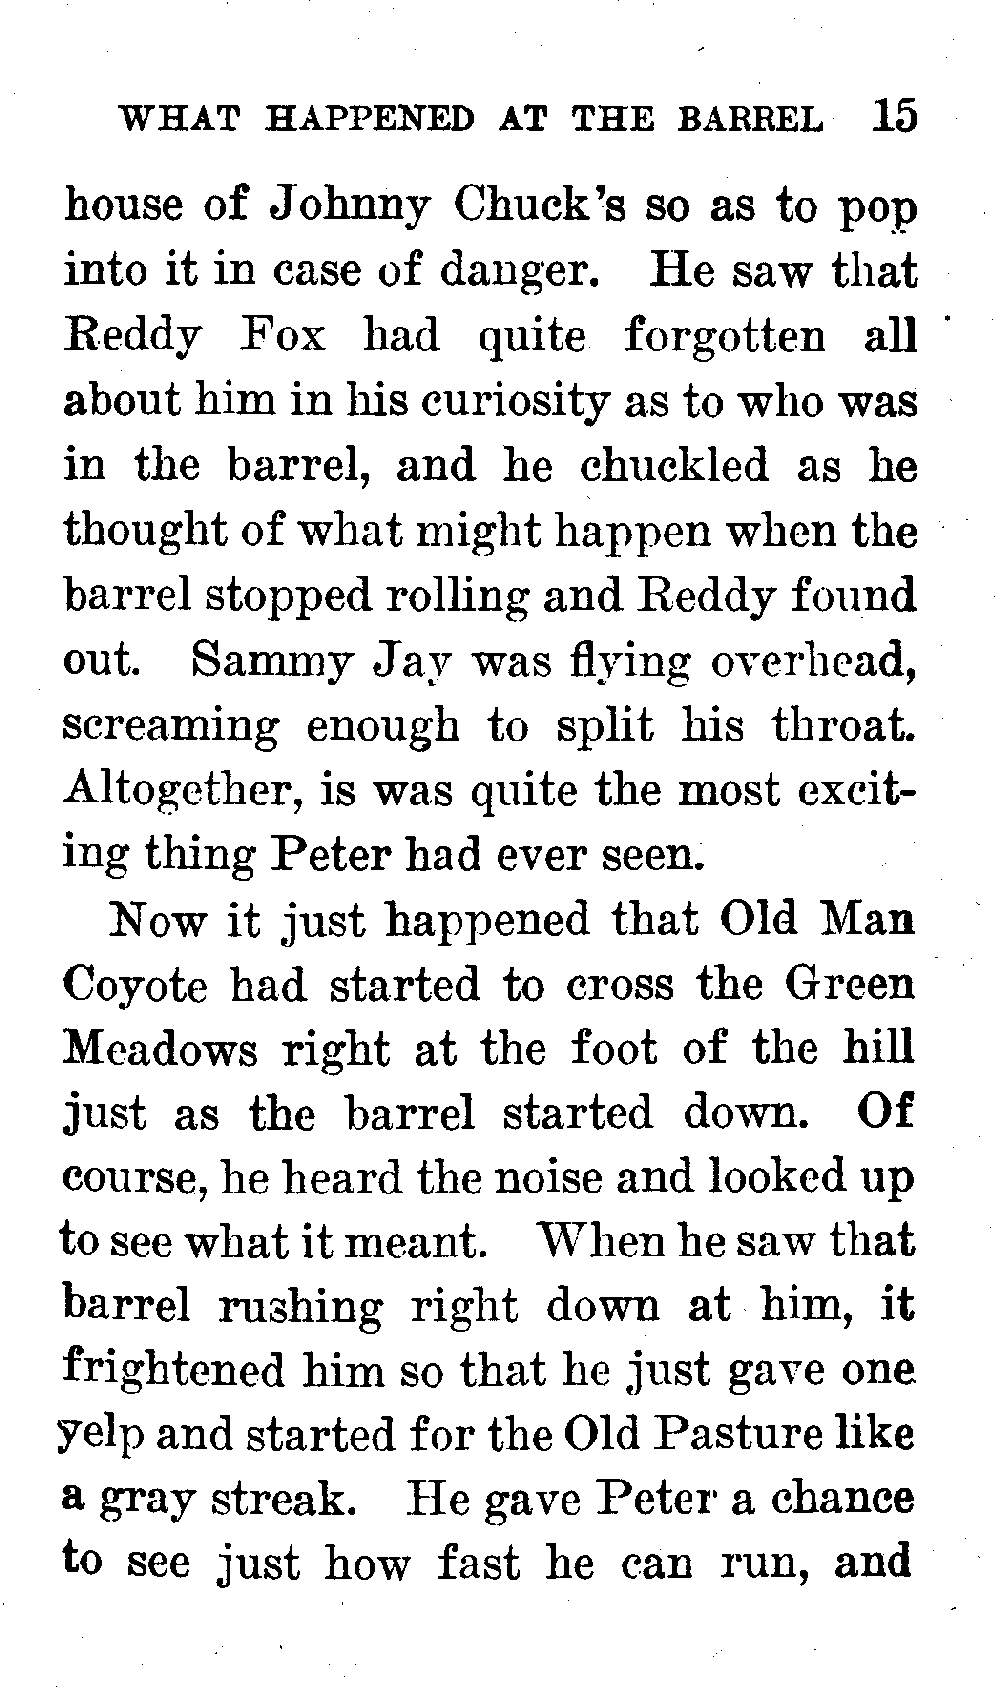 WHAT HAPPENED AT THE BARREL 15
house of Johnny Chuck's so as to pop
into it in case of danger. He saw that
Reddy Fox had quite forgotten all
about him in his curiosity as to who was
in the barrel, and he chuckled as he
thought of what might happen when the
barrel stopped rolling and Reddy found
out. Sammy Jay was flying overhead,
screaming enough to split his throat.
Altogether, is was quite the most excit-
ing thing Peter had ever seen.
Now it just happened that Old Man
Coyote had started to cross the Green
Meadows right at the foot of the hill
just as the barrel started down. Of
course, he heard the noise and looked up
to see what it meant. When he saw that
barrel rushing right down at him, it
frightened him so that he just gave one
yelp and started for the Old Pasture like
a gray streak. He gave Peter a chance
to see just how fast he can run, and